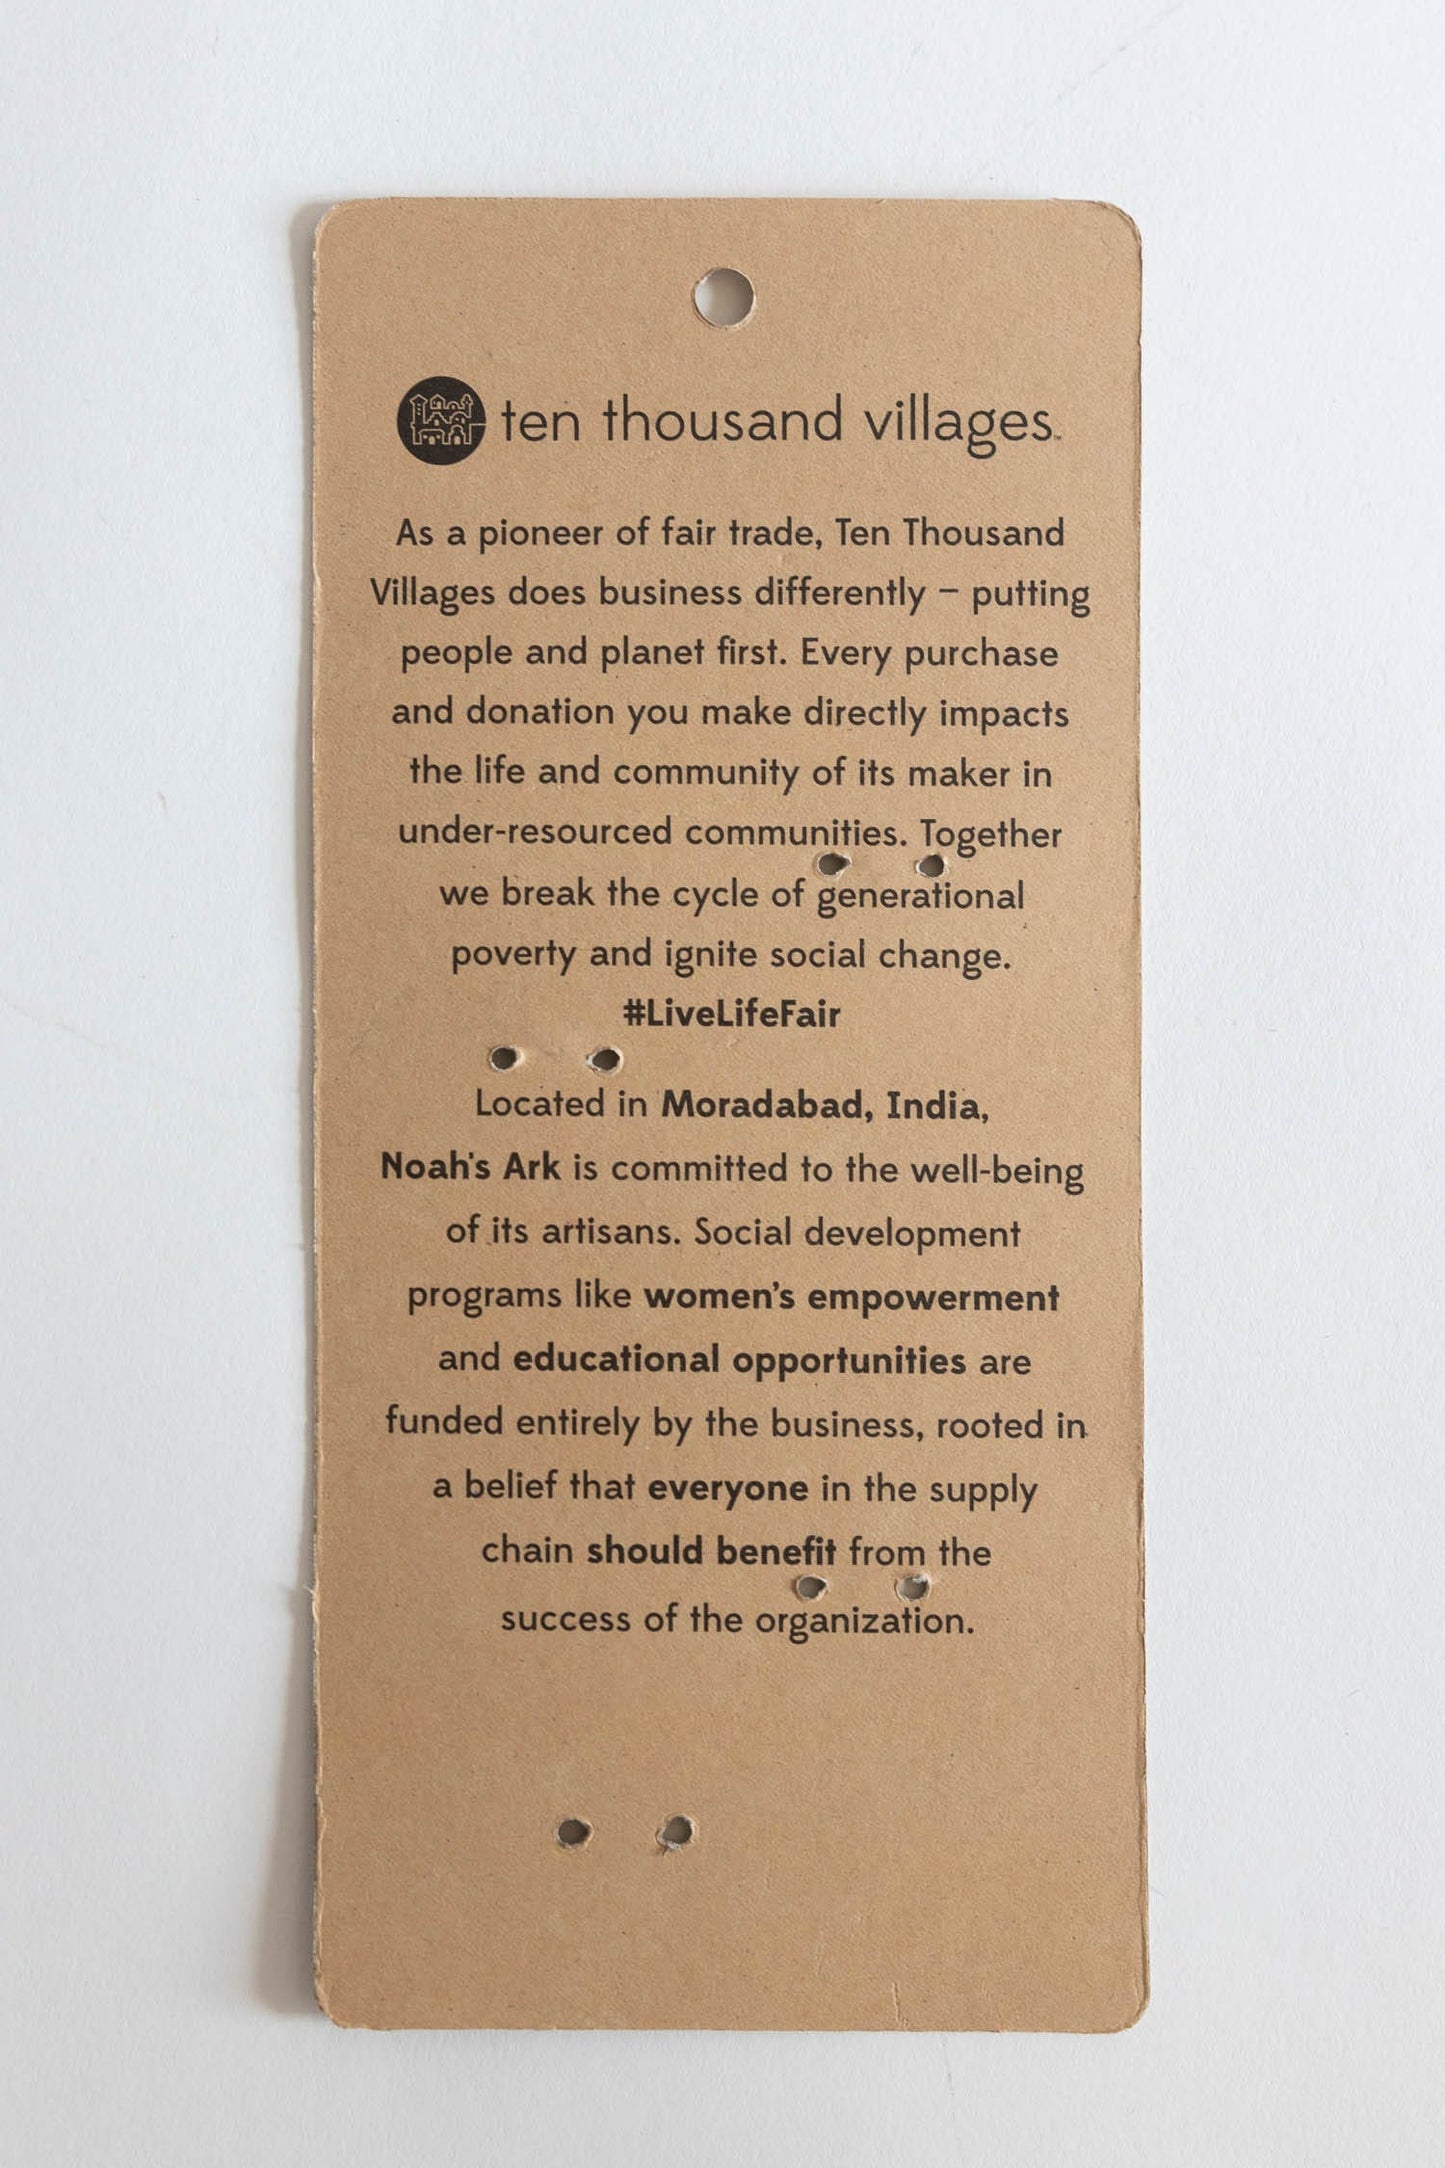 ten thousand villages™
As a pioneer of fair trade, Ten Thousand
Villages does business differently – putting
people and planet first. Every purchase
and donation you make directly impacts
the life and community of its maker in
under-resourced communities. Together
we break the cycle of generational
poverty and ignite social change.
#LiveLifeFair
Located in Moradabad, India,
Noah's Ark is committed to the well-being
of its artisans. Social development
programs like women’s empowerment
and educational opportunities are
funded entirely by the business, rooted in
a belief that everyone in the supply
chain should benefit from the
success of the organization.